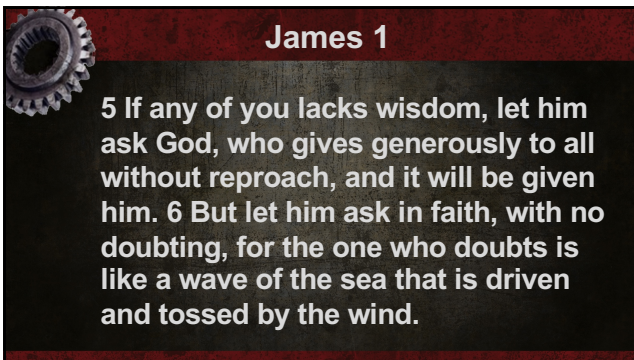 James 1
5 If any of you lacks wisdom, let him
ask God, who gives generously to all
without reproach, and it will be given
him. 6 But let him ask in faith, with no
doubting, for the one who doubts is
like a wave of the sea that is driven
and tossed by the wind.